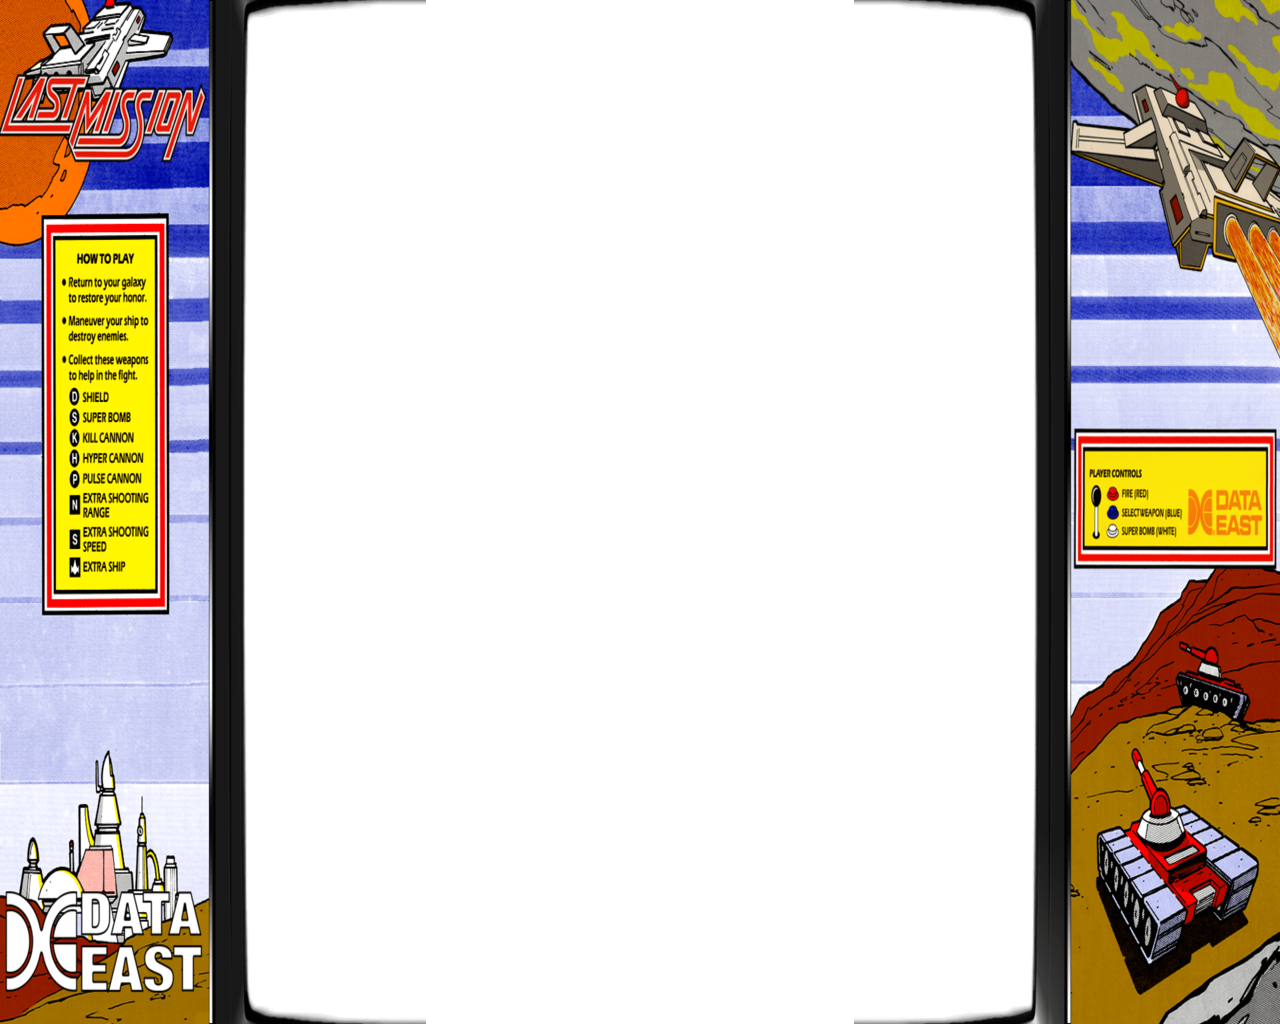 LAST MISSION
HOW TO PLAY
• Return to your galaxy
to restore your honor.
• Maneuver your ship to
destroy enemies.
• Collect these weapons
to help in the fight.
D SHIELD
S SUPER BOMB
K KILL CANNON
H HYPER CANNON
P PULSE CANNON
N EXTRA SHOOTING
RANGE
S EXTRA SHOOTING
SPEED
EXTRA SHIP
DATA
EAST
PLAYER CONTROLS
FIRE (RED)
SELECT WEAPON (BLUE)
SUPER BOMB (WHITE)
DATA
EAST